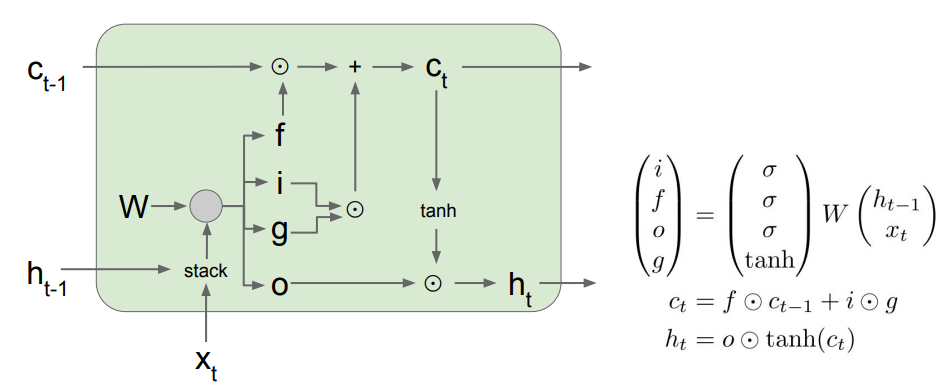 c_{t-1} ⊙ + c_t
f
i
W ⊙ tanh
g
h_{t-1} stack o ⊙ h_t
x_t
(i f o g) = (σ σ σ tanh) W (h_{t-1} x_t)
c_t = f ⊙ c_{t-1} + i ⊙ g
h_t = o ⊙ tanh(c_t)